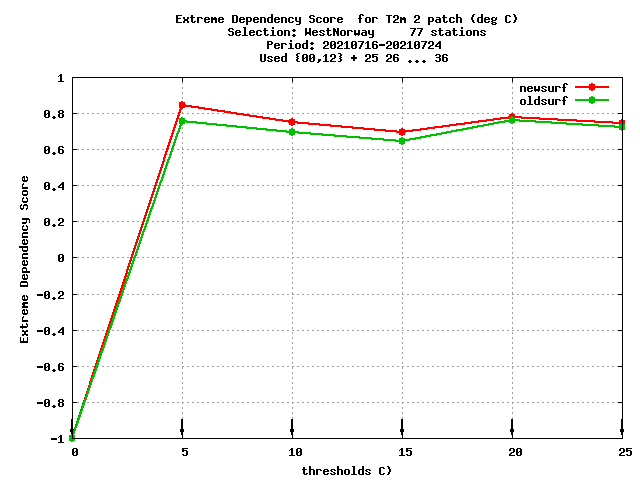 Extreme Dependency Score  for T2m 2 patch (deg C)
Selection: WestNorway     77 stations
Period: 20210716-20210724
Used {00,12} + 25 26 ... 36
newsurf
oldsurf
Extreme Dependency Score
1
0.8
0.6
0.4
0.2
0
-0.2
-0.4
-0.6
-0.8
-1
0 5 10 15 20 25
thresholds C)